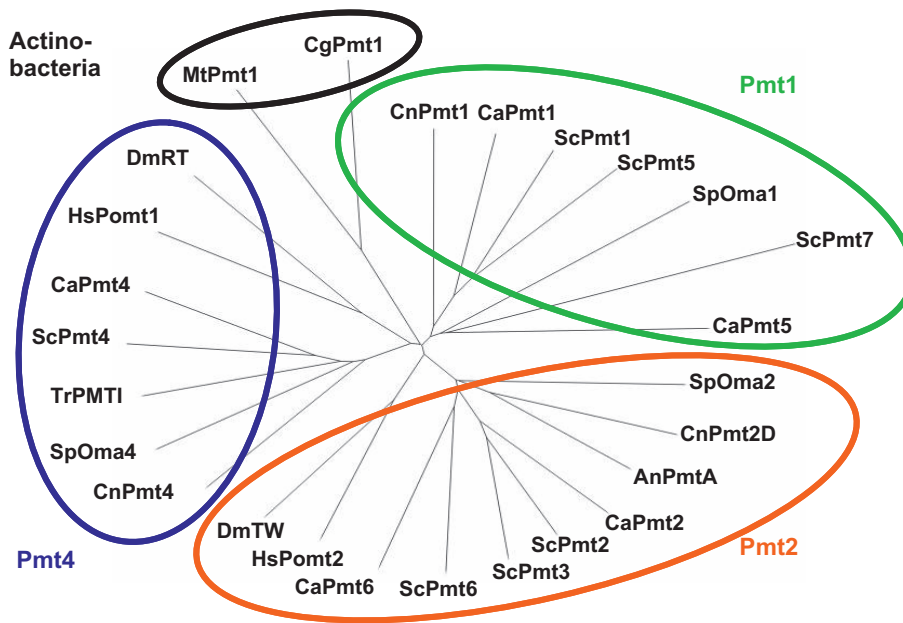 Actino-
bacteria
CgPmt1
MtPmt1
Pmt1
CnPmt1
CaPmt1
ScPmt1
ScPmt5
SpOma1
ScPmt7
CaPmt5
DmRT
HsPomt1
CaPmt4
ScPmt4
TrPMTI
SpOma4
CnPmt4
Pmt4
SpOma2
CnPmt2D
AnPmtA
CaPmt2
ScPmt2
ScPmt3
ScPmt6
CaPmt6
HsPomt2
DmTW
Pmt2